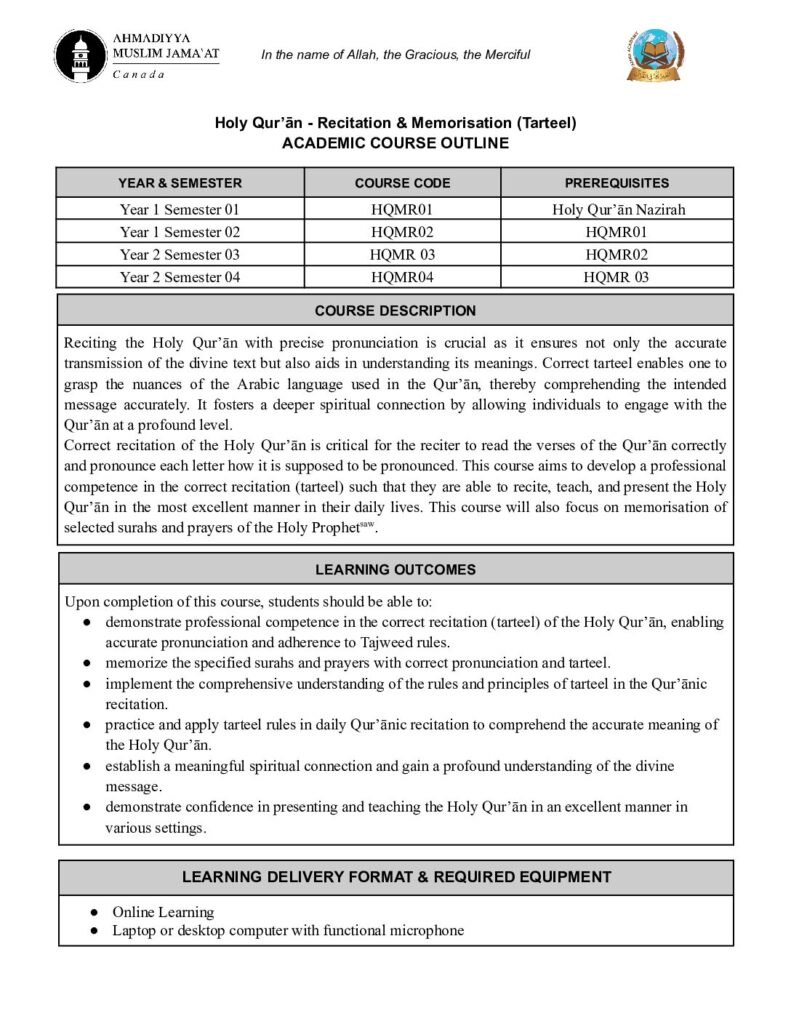 AHMADIYYA
MUSLIM JAMA'AT
Canada
In the name of Allah, the Gracious, the Merciful
Holy Qur’ān - Recitation & Memorisation (Tarteel)
ACADEMIC COURSE OUTLINE
YEAR & SEMESTER COURSE CODE PREREQUISITES
Year 1 Semester 01 HQMR01 Holy Qur’ān Nazirah
Year 1 Semester 02 HQMR02 HQMR01
Year 2 Semester 03 HQMR 03 HQMR02
Year 2 Semester 04 HQMR04 HQMR 03
COURSE DESCRIPTION
Reciting the Holy Qur’ān with precise pronunciation is crucial as it ensures not only the accurate
transmission of the divine text but also aids in understanding its meanings. Correct tarteel enables one to
grasp the nuances of the Arabic language used in the Qur’ān, thereby comprehending the intended
message accurately. It fosters a deeper spiritual connection by allowing individuals to engage with the
Qur’ān at a profound level.
Correct recitation of the Holy Qur’ān is critical for the reciter to read the verses of the Qur’ān correctly
and pronounce each letter how it is supposed to be pronounced. This course aims to develop a professional
competence in the correct recitation (tarteel) such that they are able to recite, teach, and present the Holy
Qur’ān in the most excellent manner in their daily lives. This course will also focus on memorisation of
selected surahs and prayers of the Holy Prophetsaw.
LEARNING OUTCOMES
Upon completion of this course, students should be able to:
● demonstrate professional competence in the correct recitation (tarteel) of the Holy Qur’ān, enabling
accurate pronunciation and adherence to Tajweed rules.
● memorize the specified surahs and prayers with correct pronunciation and tarteel.
● implement the comprehensive understanding of the rules and principles of tarteel in the Qur’ānic
recitation.
● practice and apply tarteel rules in daily Qur’ānic recitation to comprehend the accurate meaning of
the Holy Qur’ān.
● establish a meaningful spiritual connection and gain a profound understanding of the divine
message.
● demonstrate confidence in presenting and teaching the Holy Qur’ān in an excellent manner in
various settings.
LEARNING DELIVERY FORMAT & REQUIRED EQUIPMENT
● Online Learning
● Laptop or desktop computer with functional microphone